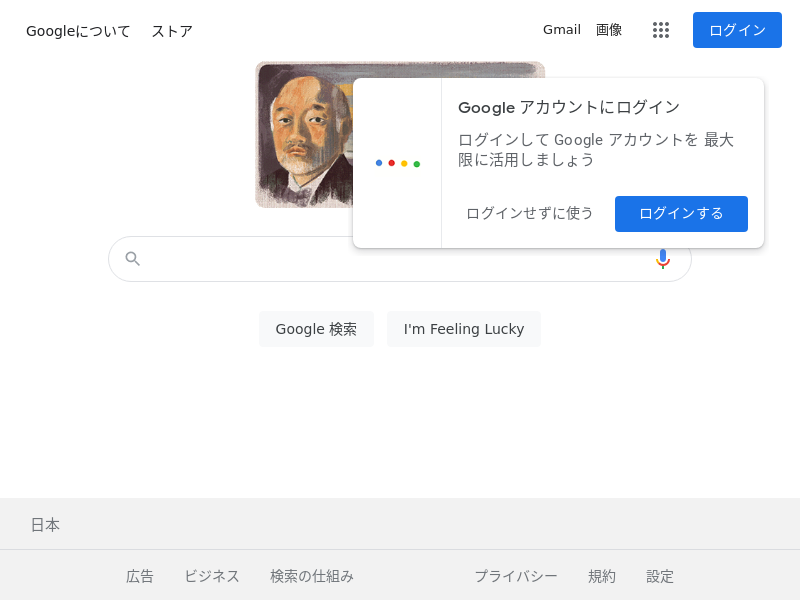 Googleについて ストア
Gmail 画像 ログイン
Google アカウントにログイン
ログインして Google アカウントを 最大
限に活用しましょう
ログインせずに使う ログインする
Google 検索 I'm Feeling Lucky
日本
広告 ビジネス 検索の仕組み プライバシー 規約 設定